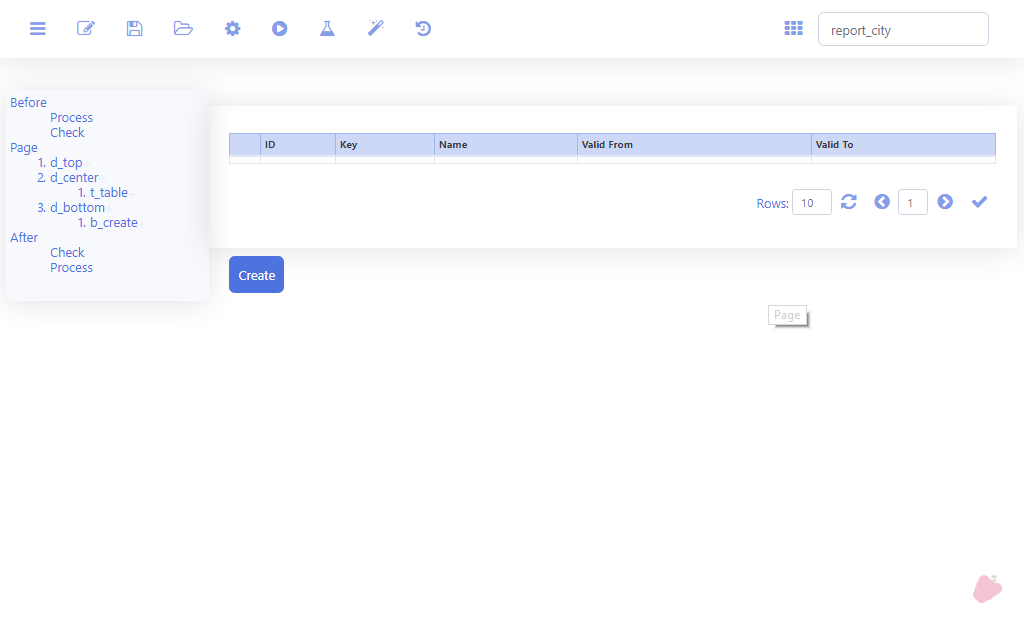 report_city
Before
Process
Check
Page
1. d_top
2. d_center
1. t_table
3. d_bottom
1. b_create
After
Check
Process
ID Key Name Valid From Valid To
Rows: 10 1
Create
Page